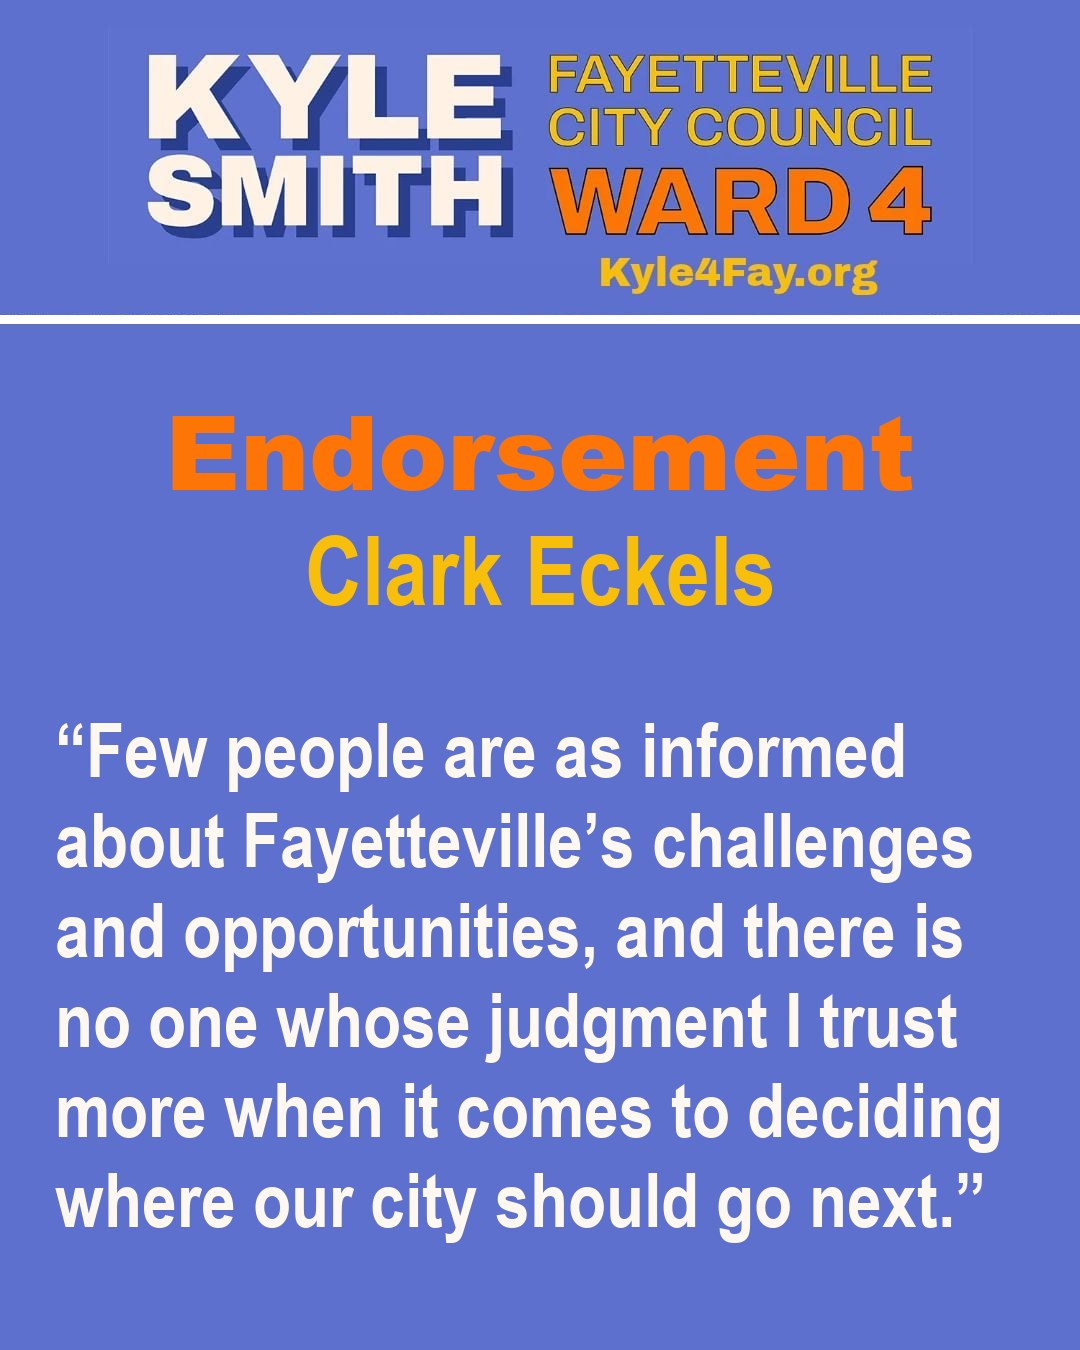 KYLE
SMITH
FAYETTEVILLE
CITY COUNCIL
WARD 4
Kyle4Fay.org
Endorsement
Clark Eckels
“Few people are as informed
about Fayetteville’s challenges
and opportunities, and there is
no one whose judgment I trust
more when it comes to deciding
where our city should go next.”